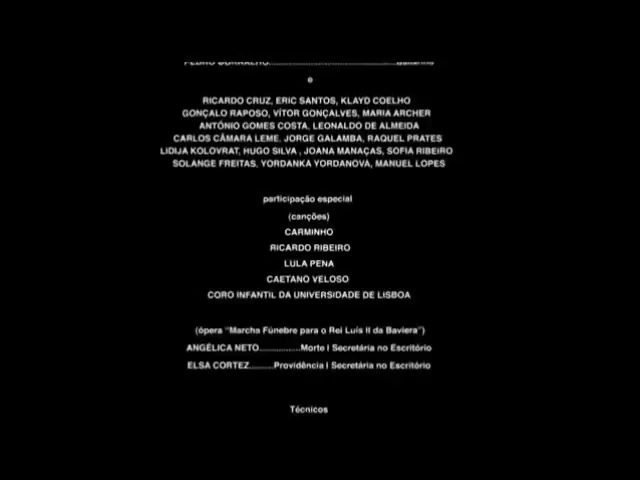 e
RICARDO CRUZ, ERIC SANTOS, KLAYD COELHO
GONÇALO RAPOSO, VÍTOR GONÇALVES, MARIA ARCHER
ANTÓNIO GOMES COSTA, LEONALDO DE ALMEIDA
CARLOS CÂMARA LEME, JORGE GALAMBA, RAQUEL PRATES
LIDIJA KOLOVRAT, HUGO SILVA , JOANA MANAÇAS, SOFIA RIBEIRO
SOLANGE FREITAS, YORDANKA YORDANOVA, MANUEL LOPES
participação especial
(canções)
CARMINHO
RICARDO RIBEIRO
LULA PENA
CAETANO VELOSO
CORO INFANTIL DA UNIVERSIDADE DE LISBOA
(ópera "Marcha Fúnebre para o Rei Luís II da Baviera")
ANGÉLICA NETO................Morte | Secretária no Escritório
ELSA CORTEZ.........Providência | Secretária no Escritório
Técnicos